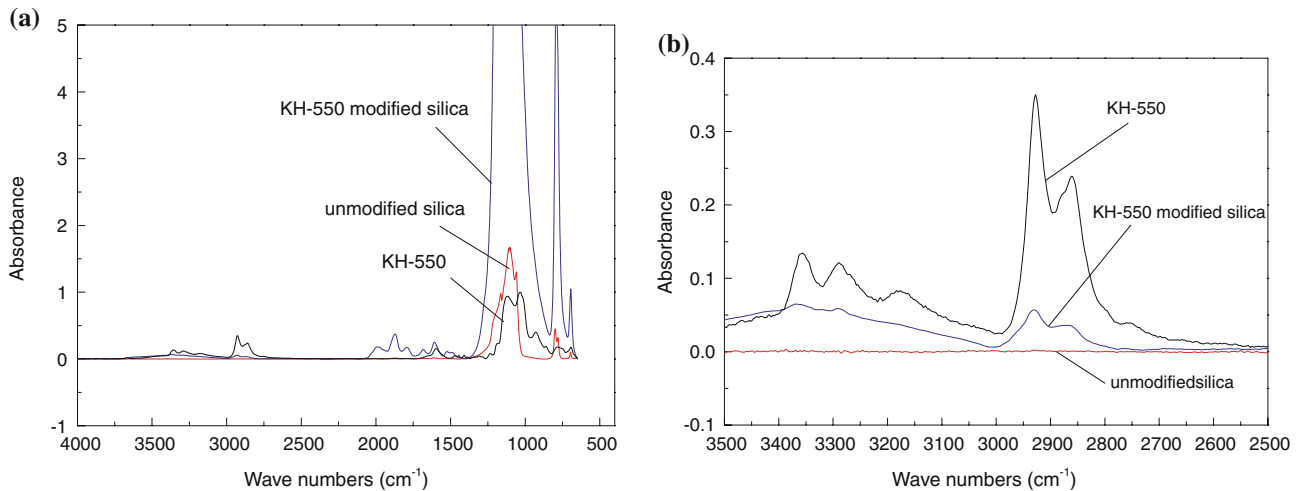 (a)
5
4
3
2
1
0
-1
Absorbance
KH-550 modified silica
unmodified silica
KH-550
4000 3500 3000 2500 2000 1500 1000 500
Wave numbers (cm-1)
(b)
0.4
0.3
0.2
0.1
0.0
-0.1
Absorbance
KH-550
KH-550 modified silica
unmodifiedsilica
3500 3400 3300 3200 3100 3000 2900 2800 2700 2600 2500
Wave numbers (cm-1)